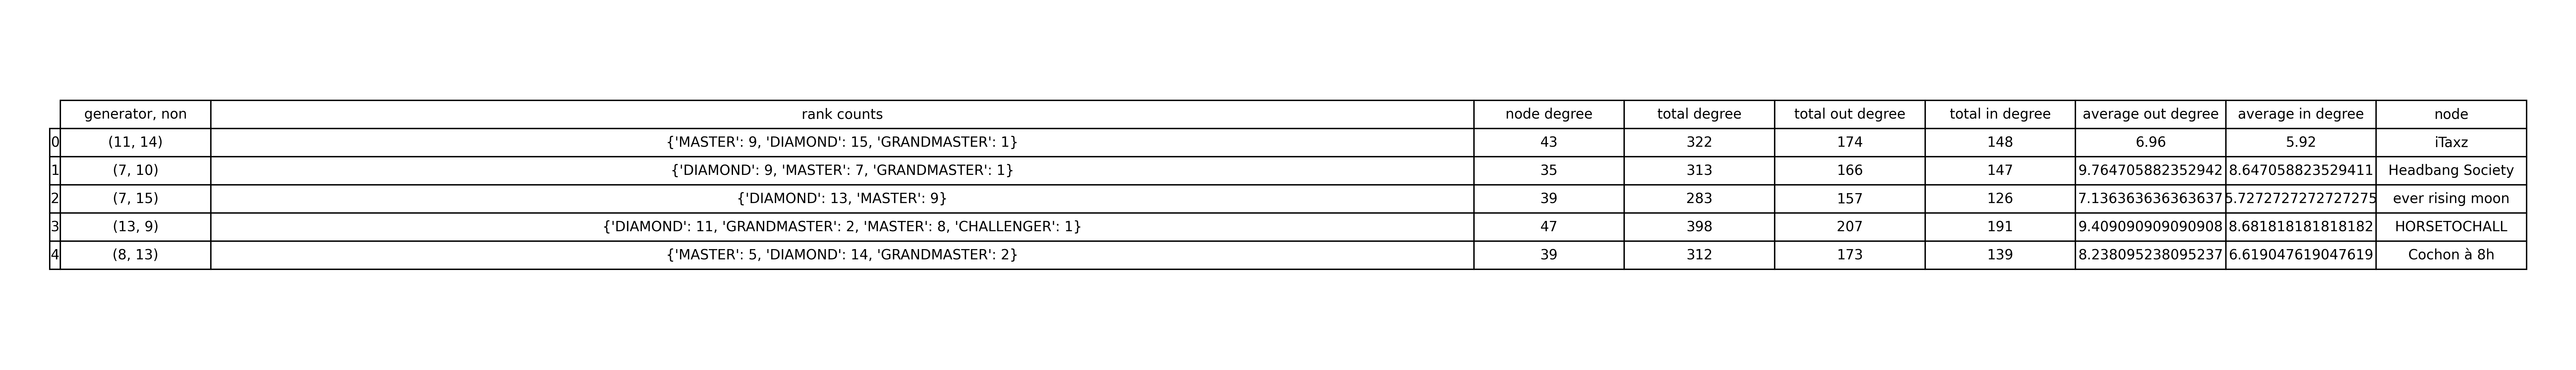 generator, non rank counts node degree total degree total out degree total in degree average out degree average in degree node
0 (11, 14) {'MASTER': 9, 'DIAMOND': 15, 'GRANDMASTER': 1} 43 322 174 148 6.96 5.92 iTaxz
1 (7, 10) {'DIAMOND': 9, 'MASTER': 7, 'GRANDMASTER': 1} 35 313 166 147 9.764705882352942 8.647058823529411 Headbang Society
2 (7, 15) {'DIAMOND': 13, 'MASTER': 9} 39 283 157 126 7.136363636363637 5.7272727272727275 ever rising moon
3 (13, 9) {'DIAMOND': 11, 'GRANDMASTER': 2, 'MASTER': 8, 'CHALLENGER': 1} 47 398 207 191 9.409090909090908 8.681818181818182 HORSETOCHALL
4 (8, 13) {'MASTER': 5, 'DIAMOND': 14, 'GRANDMASTER': 2} 39 312 173 139 8.238095238095237 6.619047619047619 Cochon à 8h